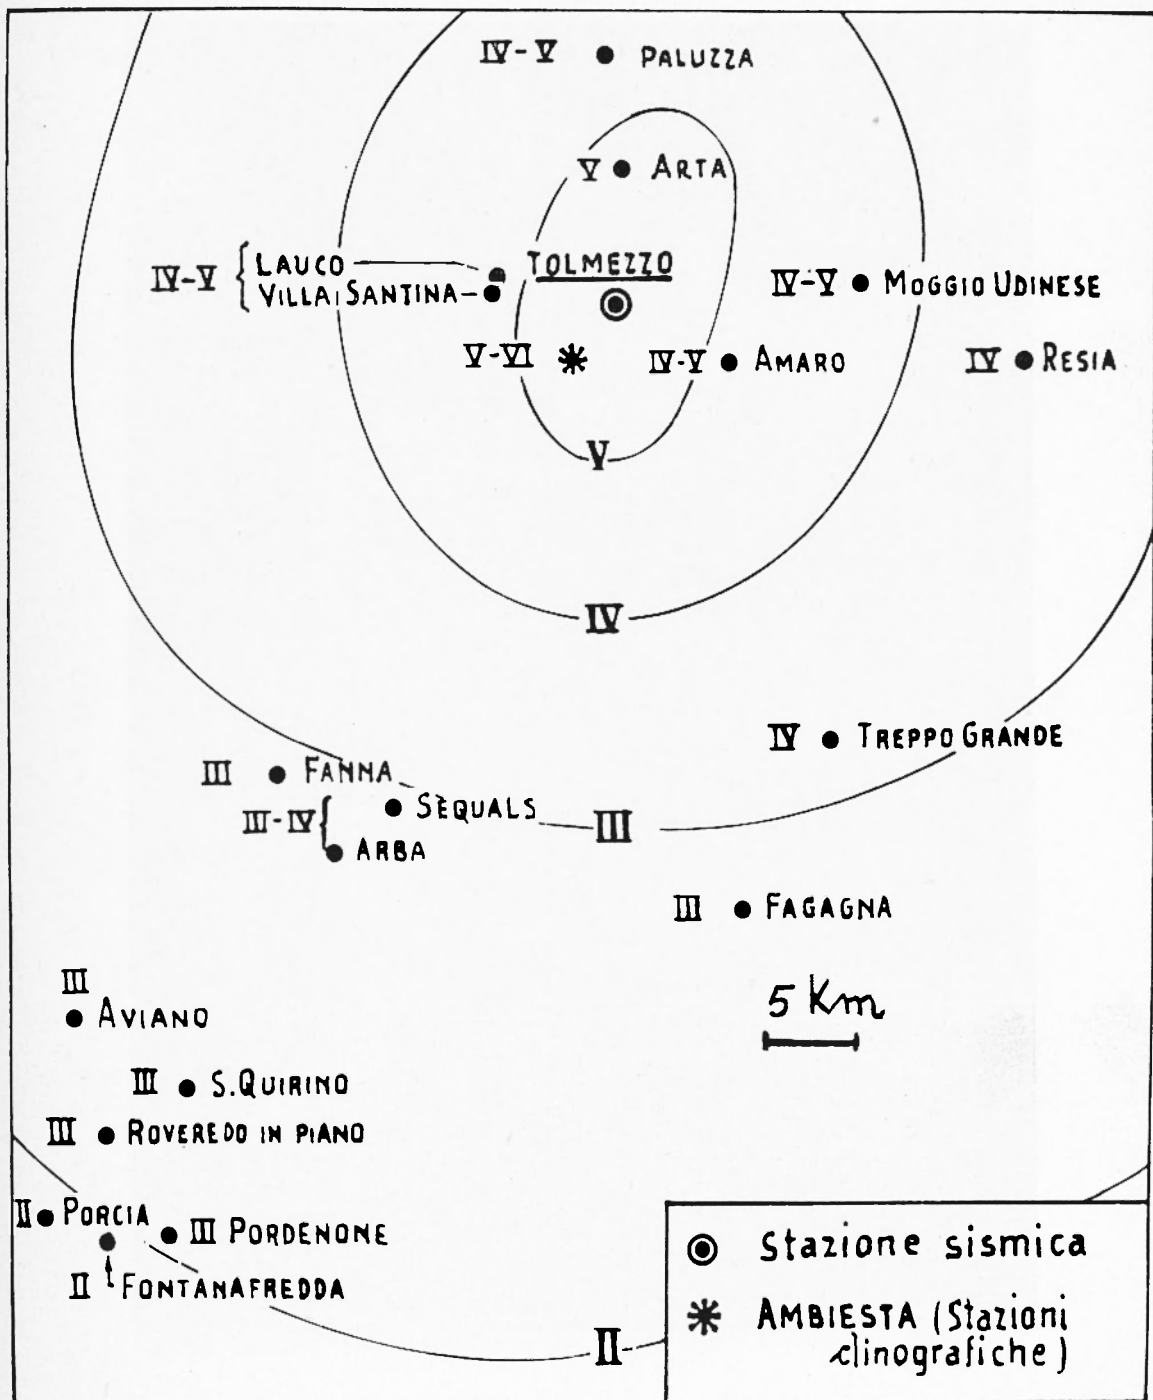 IV-V PALUZZA
V ARTA
LAUCO
IV-V { VILLA SANTINA
TOLMEZZO
IV-V MOGGIO UDINESE
V-VI
IV-V AMARO
IV RESIA
V
IV
IV TREPPO GRANDE
III FANNA
SEQUALS
III-IV { ARBA
III
III FAGAGNA
III
AVIANO
5 Km
III S.QUIRINO
III ROVEREDO IN PIANO
II PORCIA
III PORDENONE
II FONTANAFREDDA
II
Stazione sismica
AMBIESTA (Stazioni
clinografiche)